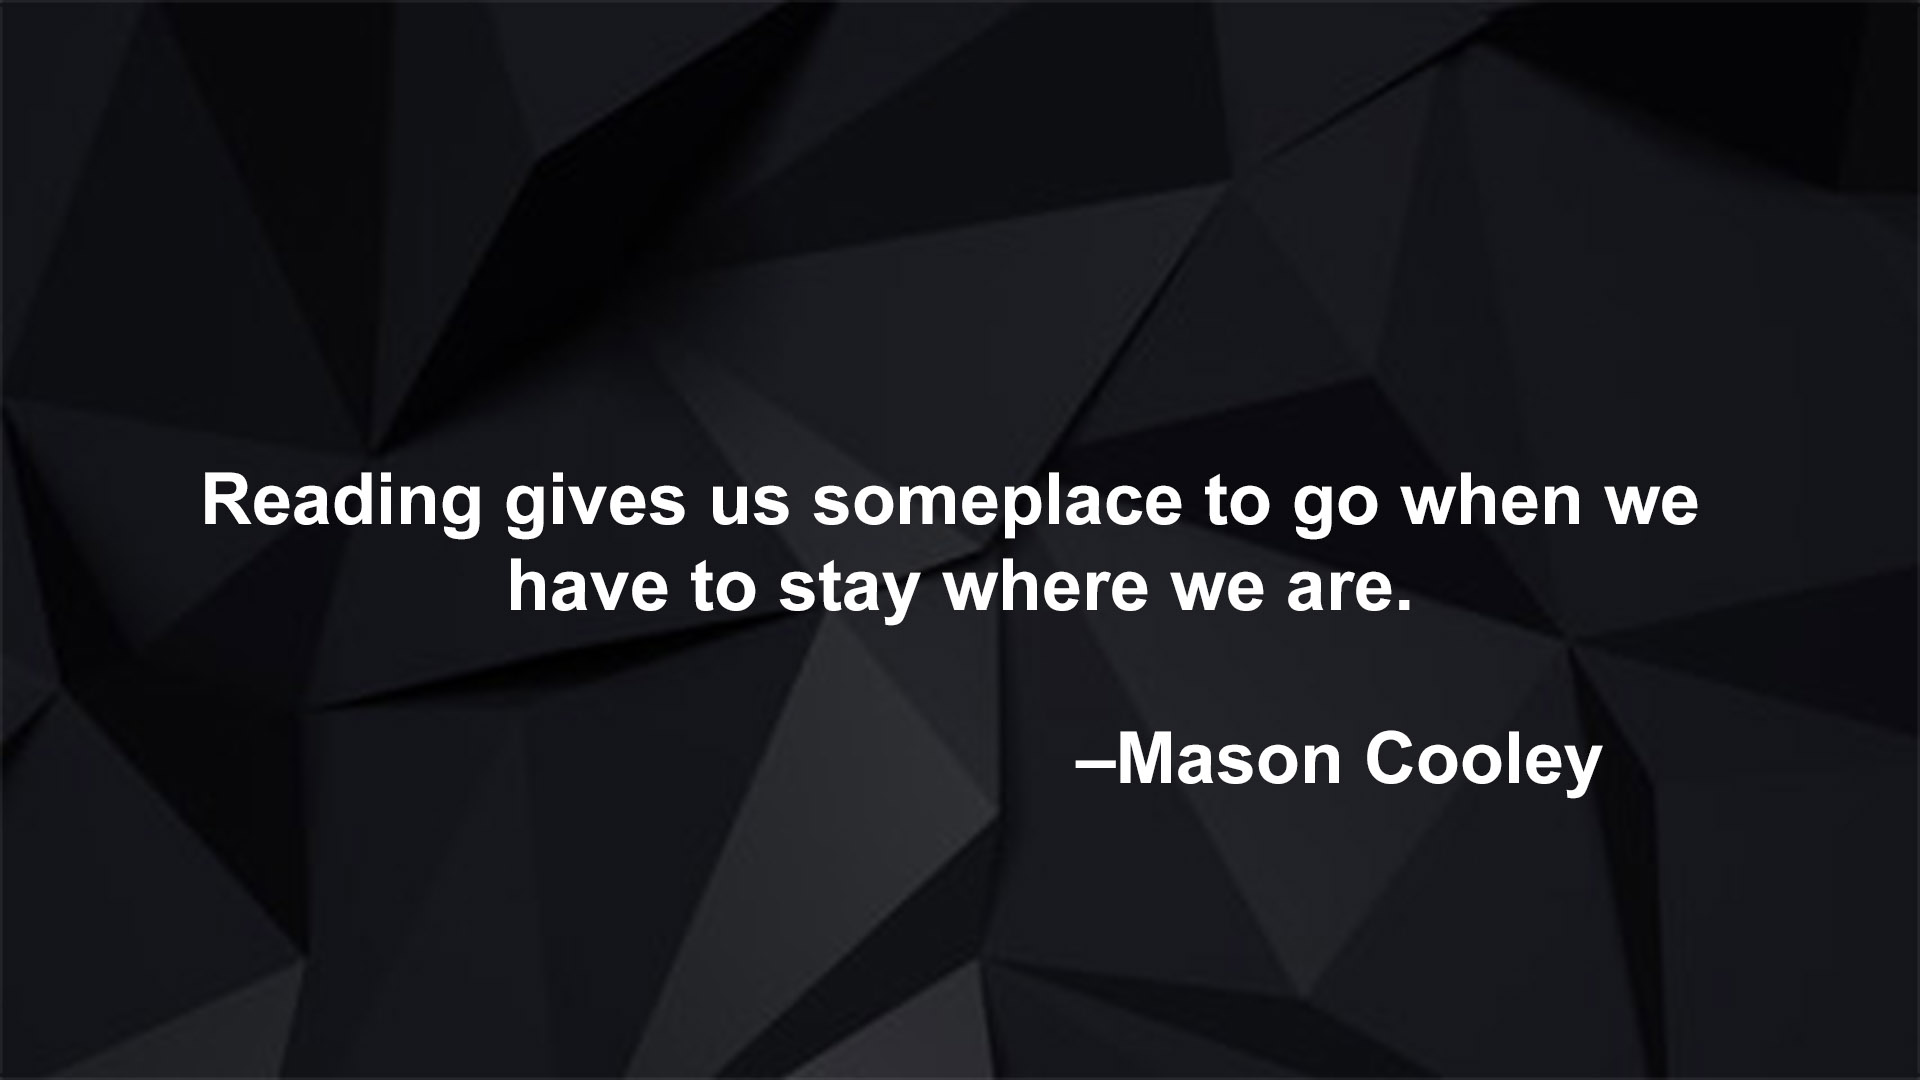 Reading gives us someplace to go when we
have to stay where we are.
–Mason Cooley